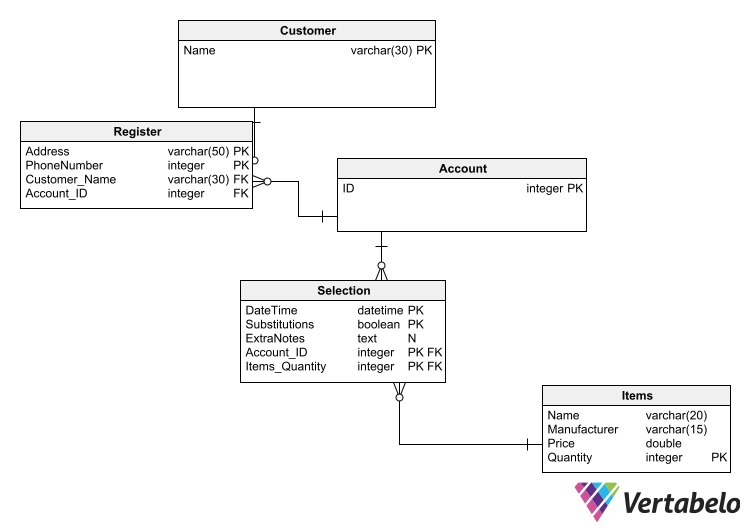 Customer
Name varchar(30) PK
Register
Address varchar(50) PK
PhoneNumber integer PK
Customer_Name varchar(30) FK
Account_ID integer FK
Account
ID integer PK
Selection
DateTime datetime PK
Substitutions boolean PK
ExtraNotes text N
Account_ID integer PK FK
Items_Quantity integer PK FK
Items
Name varchar(20)
Manufacturer varchar(15)
Price double
Quantity integer PK
Vertabelo